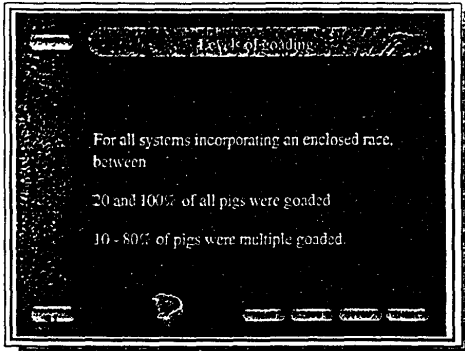 Levels of goading
For all systems incorporating an enclosed race,
between
20 and 100% of all pigs were goaded
10 - 80% of pigs were multiple goaded.